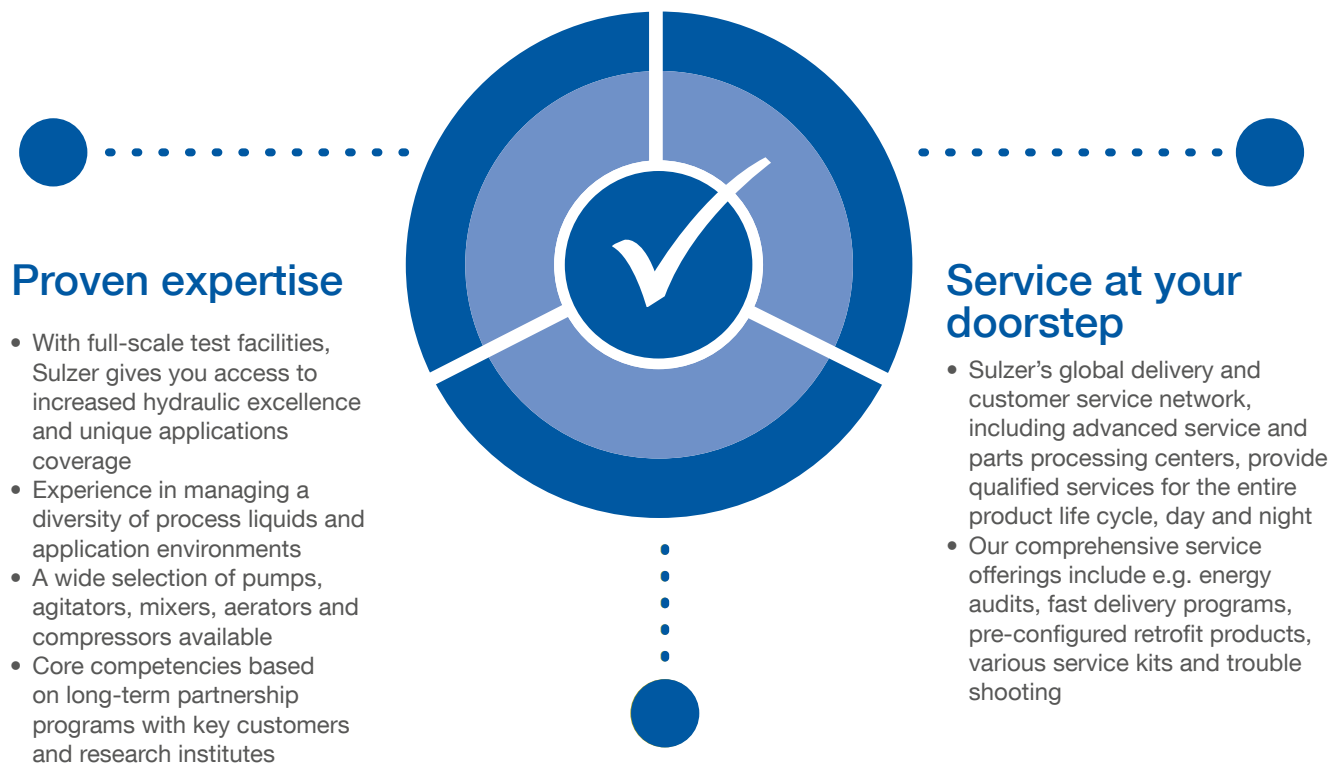 Proven expertise
• With full-scale test facilities,
Sulzer gives you access to
increased hydraulic excellence
and unique applications
coverage
• Experience in managing a
diversity of process liquids and
application environments
• A wide selection of pumps,
agitators, mixers, aerators and
compressors available
• Core competencies based
on long-term partnership
programs with key customers
and research institutes
Service at your
doorstep
• Sulzer's global delivery and
customer service network,
including advanced service and
parts processing centers, provide
qualified services for the entire
product life cycle, day and night
• Our comprehensive service
offerings include e.g. energy
audits, fast delivery programs,
pre-configured retrofit products,
various service kits and trouble
shooting